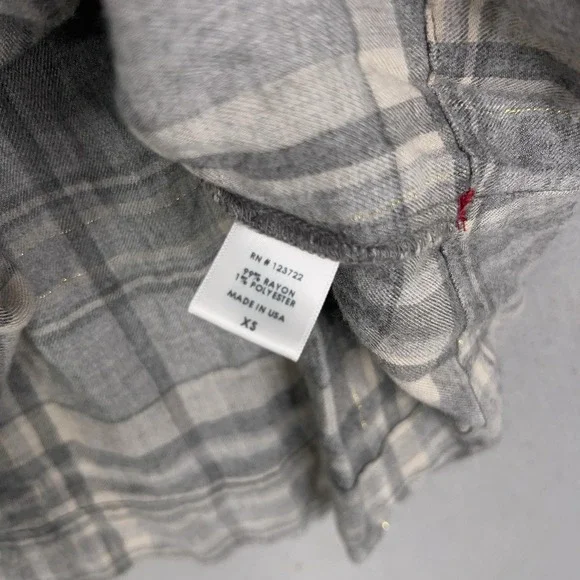 RN # 123722
99% RAYON
1% POLYESTER
MADE IN USA
XS